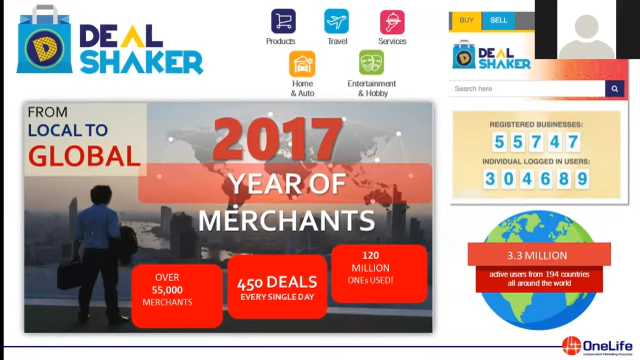 DEAL
SHAKER
Products
Travel
Services
Home
& Auto
Entertainment
& Hobby
FROM
LOCAL TO
GLOBAL
2017
YEAR OF
MERCHANTS
OVER
55,000
MERCHANTS
450 DEALS
EVERY SINGLE DAY
120
MILLION
ONEs USED!
BUY SELL
DEAL
SHAKER
Search here
REGISTERED BUSINESSES:
55747
INDIVIDUAL LOGGED IN USERS:
304689
3.3 MILLION
active users from 194 countries
all around the world
OneLife